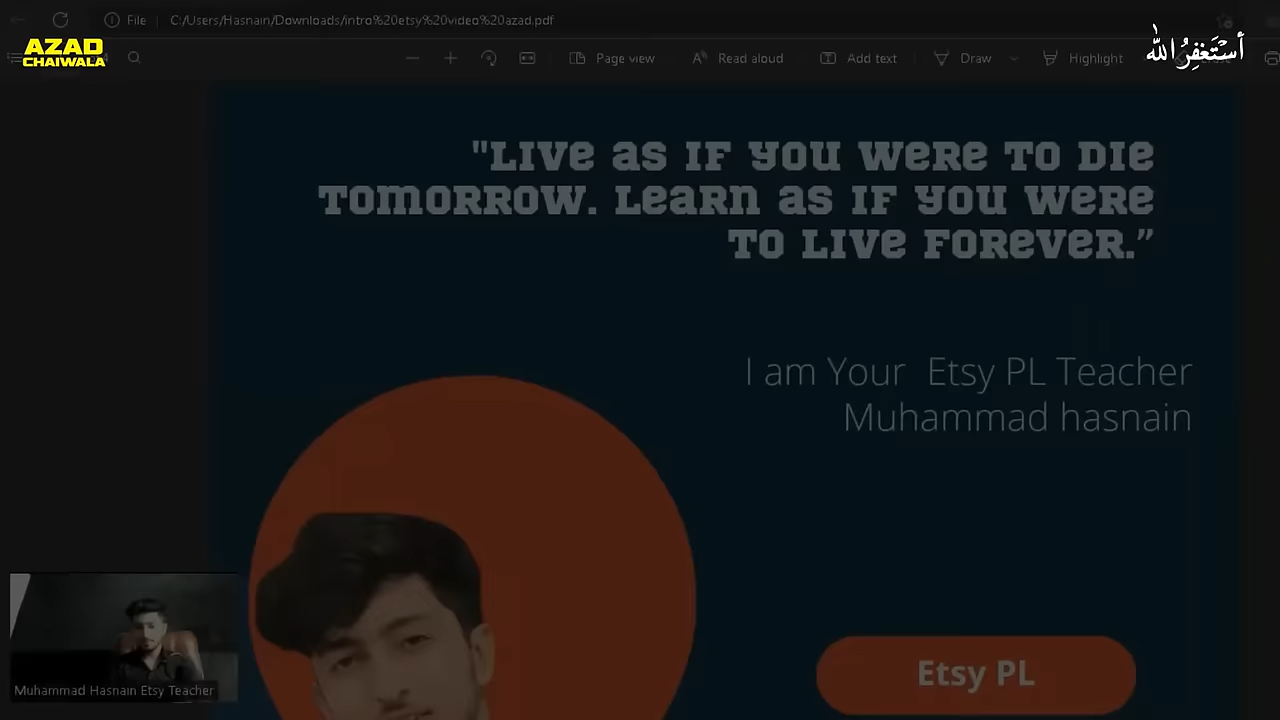 File
C:/Users/Hasnain/Downloads/intro%20etsy%20video%20azad.pdf
AZAD
CHAIWALA
Page view
Read aloud
Add text
Draw
Highlight
أستغفر الله
"Live as if you were to die
tomorrow. Learn as if you were
to live forever.”
I am Your Etsy PL Teacher
Muhammad hasnain
Etsy PL
Muhammad Hasnain Etsy Teacher